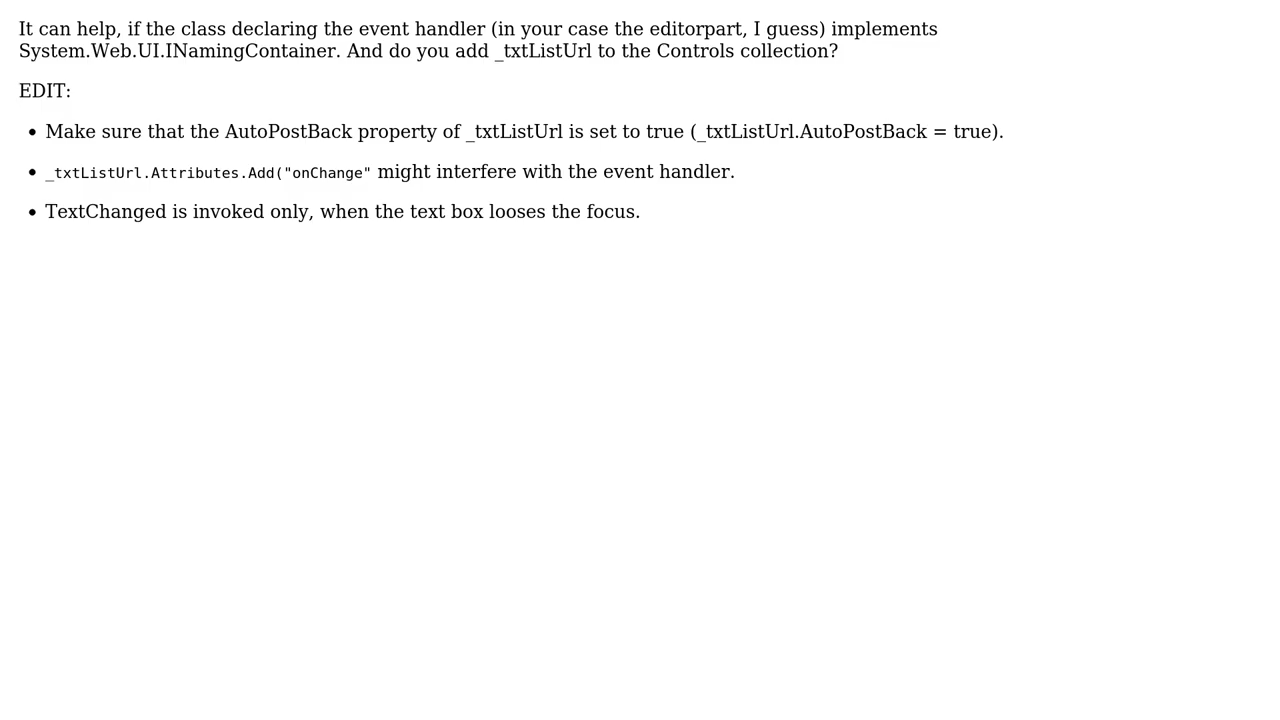 It can help, if the class declaring the event handler (in your case the editorpart, I guess) implements
System.Web.UI.INamingContainer. And do you add _txtListUrl to the Controls collection?
EDIT:
• Make sure that the AutoPostBack property of _txtListUrl is set to true (_txtListUrl.AutoPostBack = true).
• _txtListUrl.Attributes.Add("onChange" might interfere with the event handler.
• TextChanged is invoked only, when the text box looses the focus.